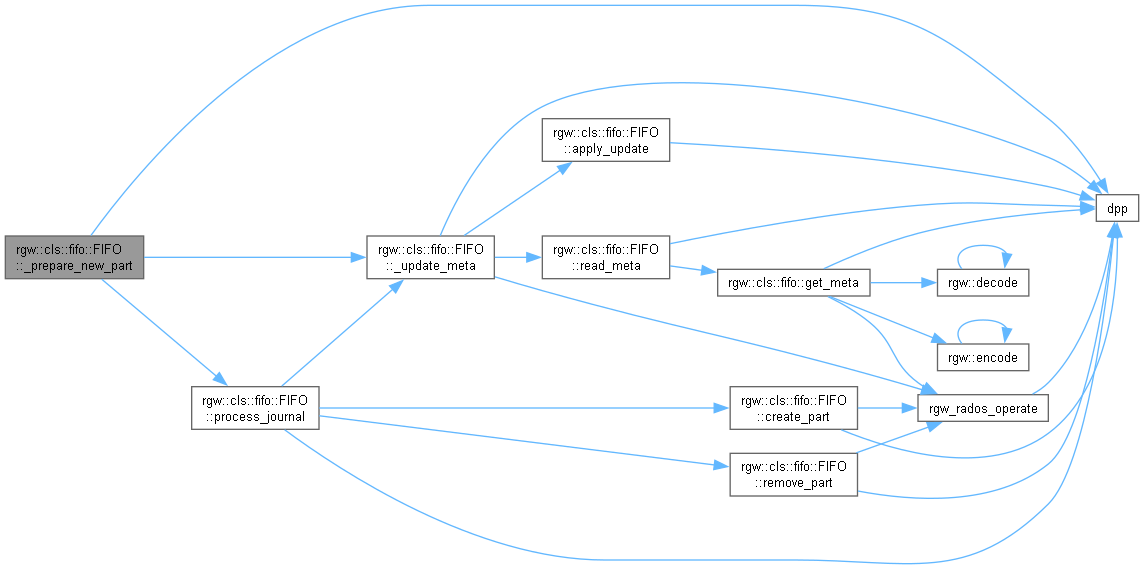 rgw::cls::fifo::FIFO
::_prepare_new_part
rgw::cls::fifo::FIFO
::process_journal
rgw::cls::fifo::FIFO
::_update_meta
rgw::cls::fifo::FIFO
::apply_update
rgw::cls::fifo::FIFO
::read_meta
rgw::cls::fifo::get_meta
rgw::cls::fifo::FIFO
::create_part
rgw::cls::fifo::FIFO
::remove_part
dpp
rgw::decode
rgw::encode
rgw_rados_operate